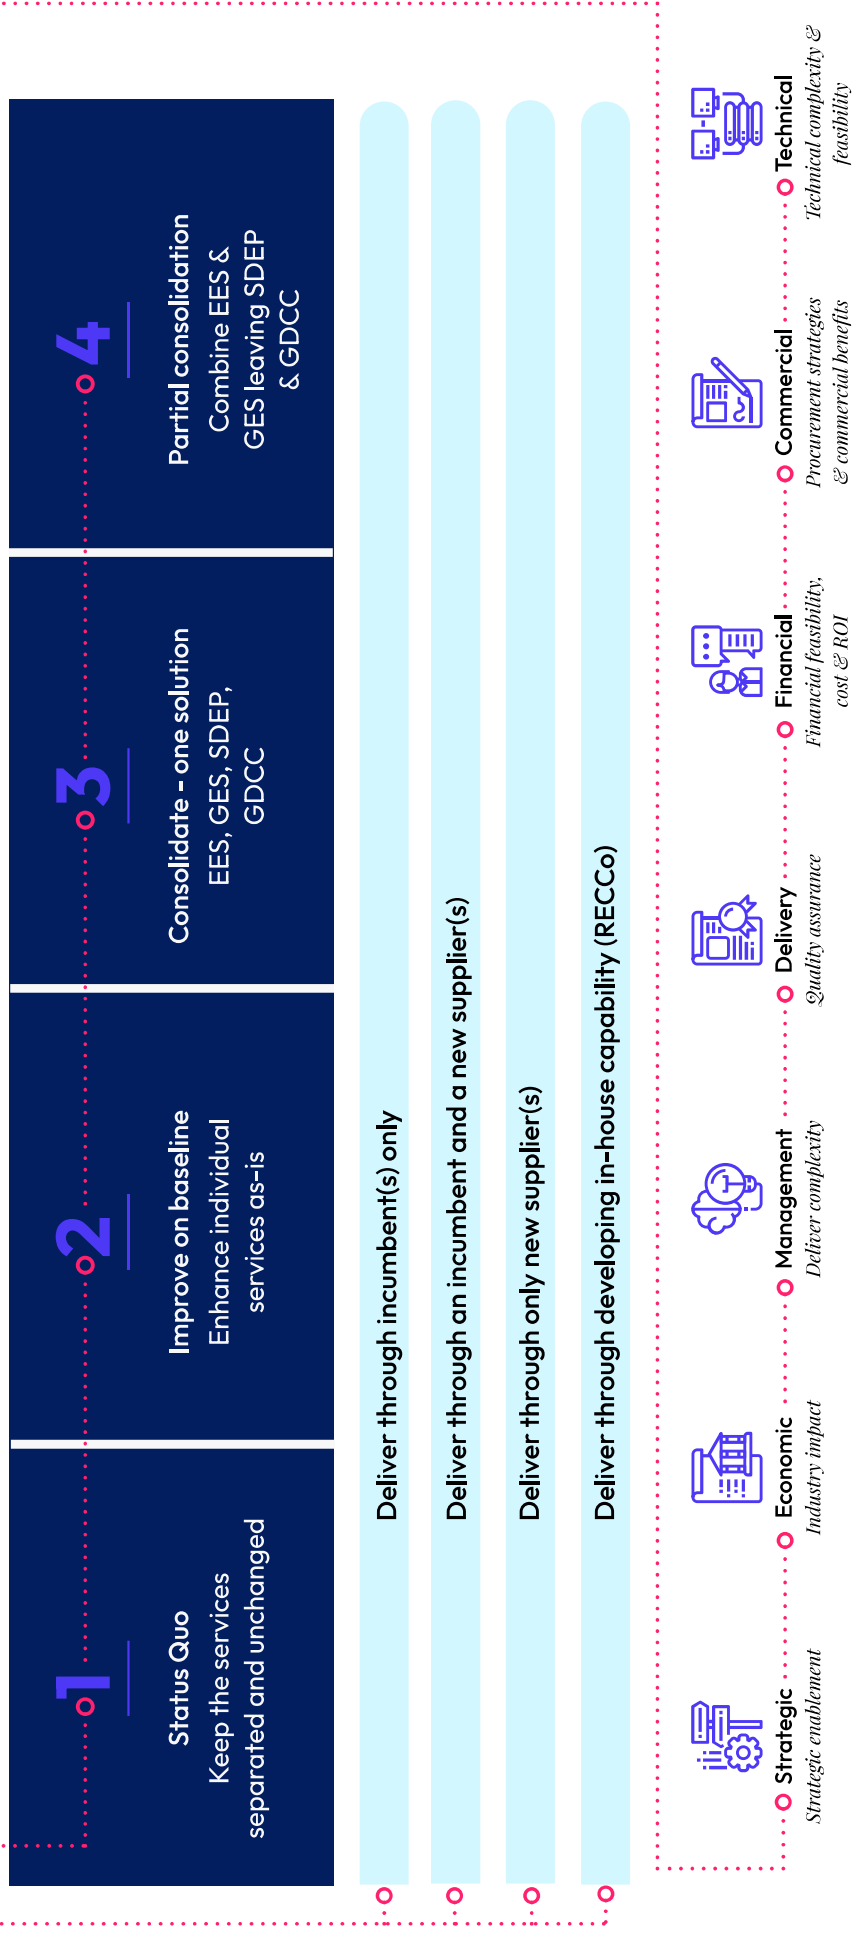 1
Status Quo
Keep the services
separated and unchanged
2
Improve on baseline
Enhance individual
services as-is
3
Consolidate - one solution
EES, GES, SDEP,
GDCC
4
Partial consolidation
Combine EES &
GES leaving SDEP
& GDCC
Deliver through incumbent(s) only
Deliver through an incumbent and a new supplier(s)
Deliver through only new supplier(s)
Deliver through developing in-house capability (RECCo)
Strategic
Strategic enablement
Economic
Industry impact
Management
Deliver complexity
Delivery
Quality assurance
Financial
Financial feasibility,
cost & ROI
Commercial
Procurement strategies
& commercial benefits
Technical
Technical complexity &
feasibility